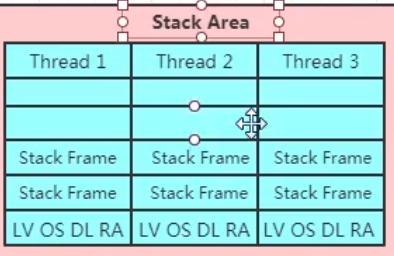 Stack Area
Thread 1 Thread 2 Thread 3
Stack Frame Stack Frame Stack Frame
Stack Frame Stack Frame Stack Frame
LV OS DL RA LV OS DL RA LV OS DL RA